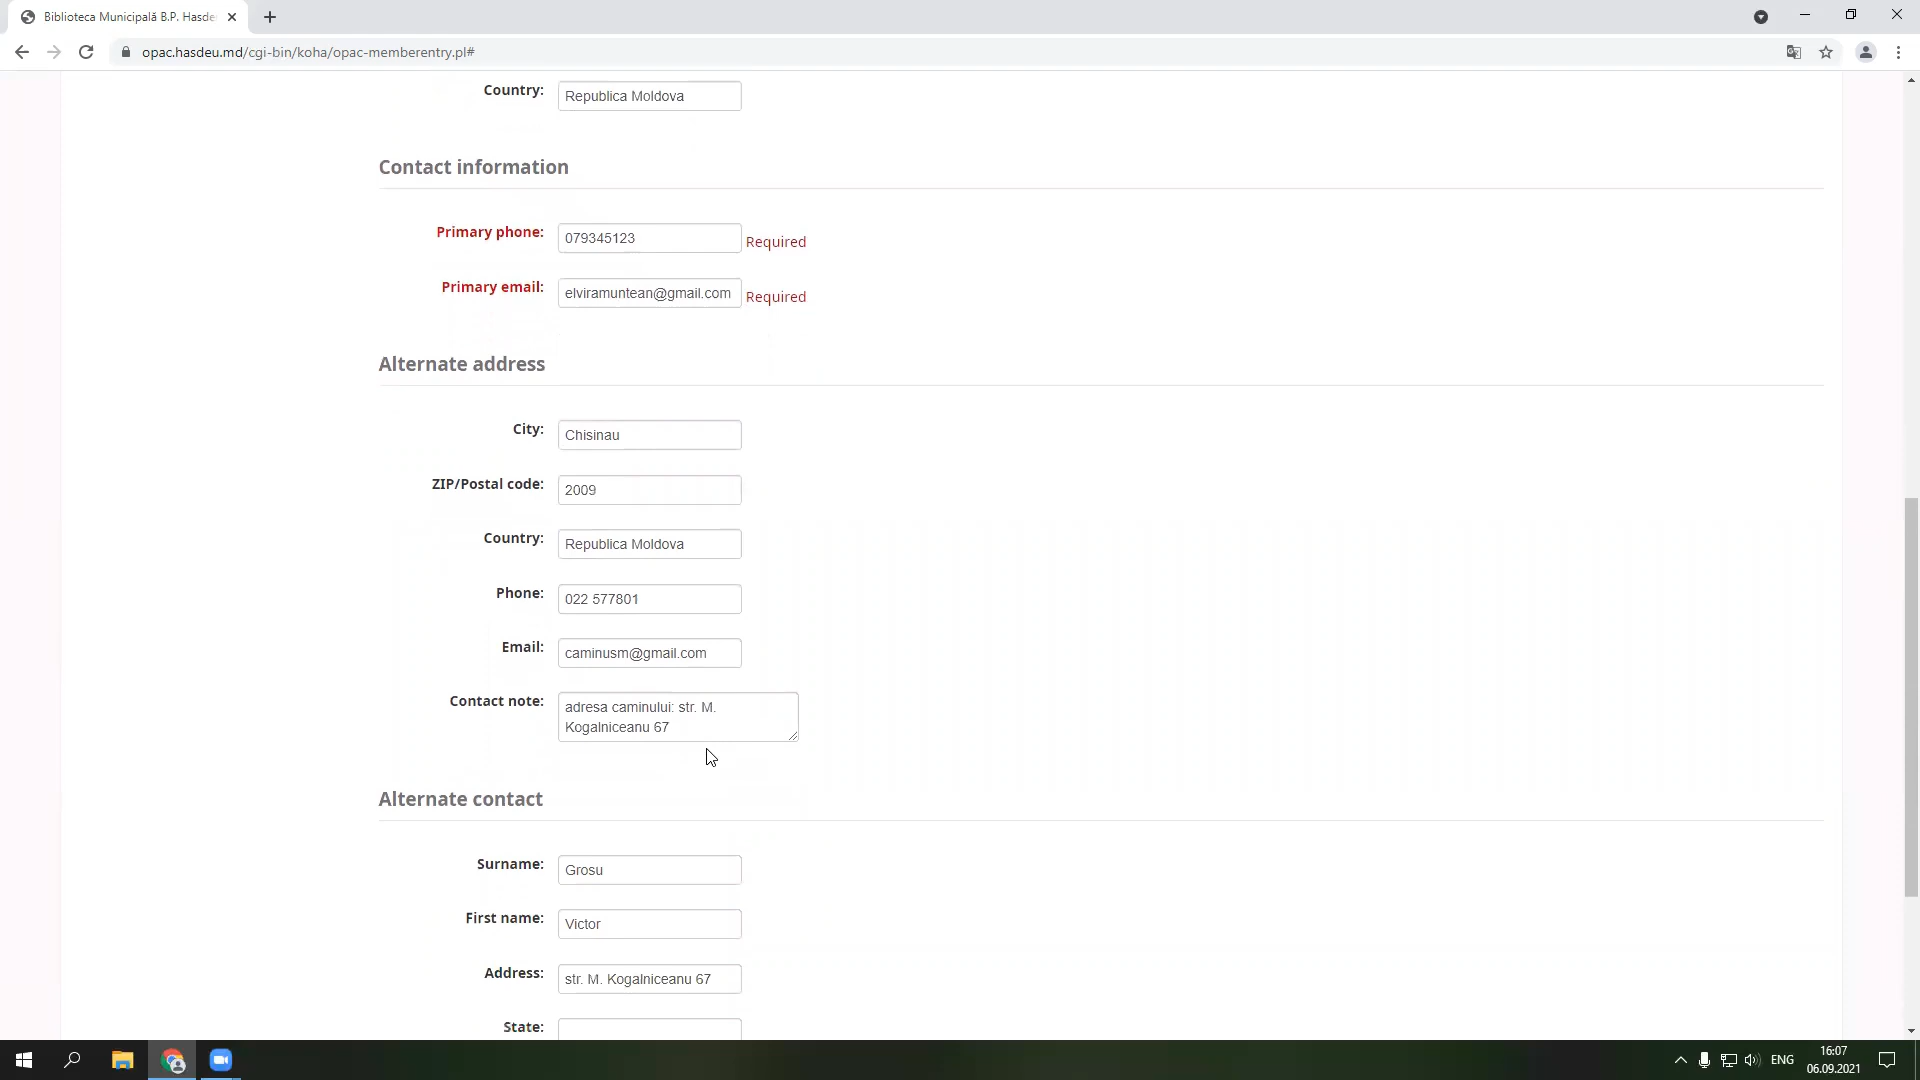 Biblioteca Municipală B.P. Hasde
opac.hasdeu.md/cgi-bin/koha/opac-memberentry.pl#
Country: Republica Moldova
Contact information
Primary phone: 079345123 Required
Primary email: elviramuntean@gmail.com Required
Alternate address
City: Chisinau
ZIP/Postal code: 2009
Country: Republica Moldova
Phone: 022 577801
Email: caminusm@gmail.com
Contact note: adresa caminului: str. M.
Kogalniceanu 67
Alternate contact
Surname: Grosu
First name: Victor
Address: str. M. Kogalniceanu 67
State:
ENG
16:07
06.09.2021